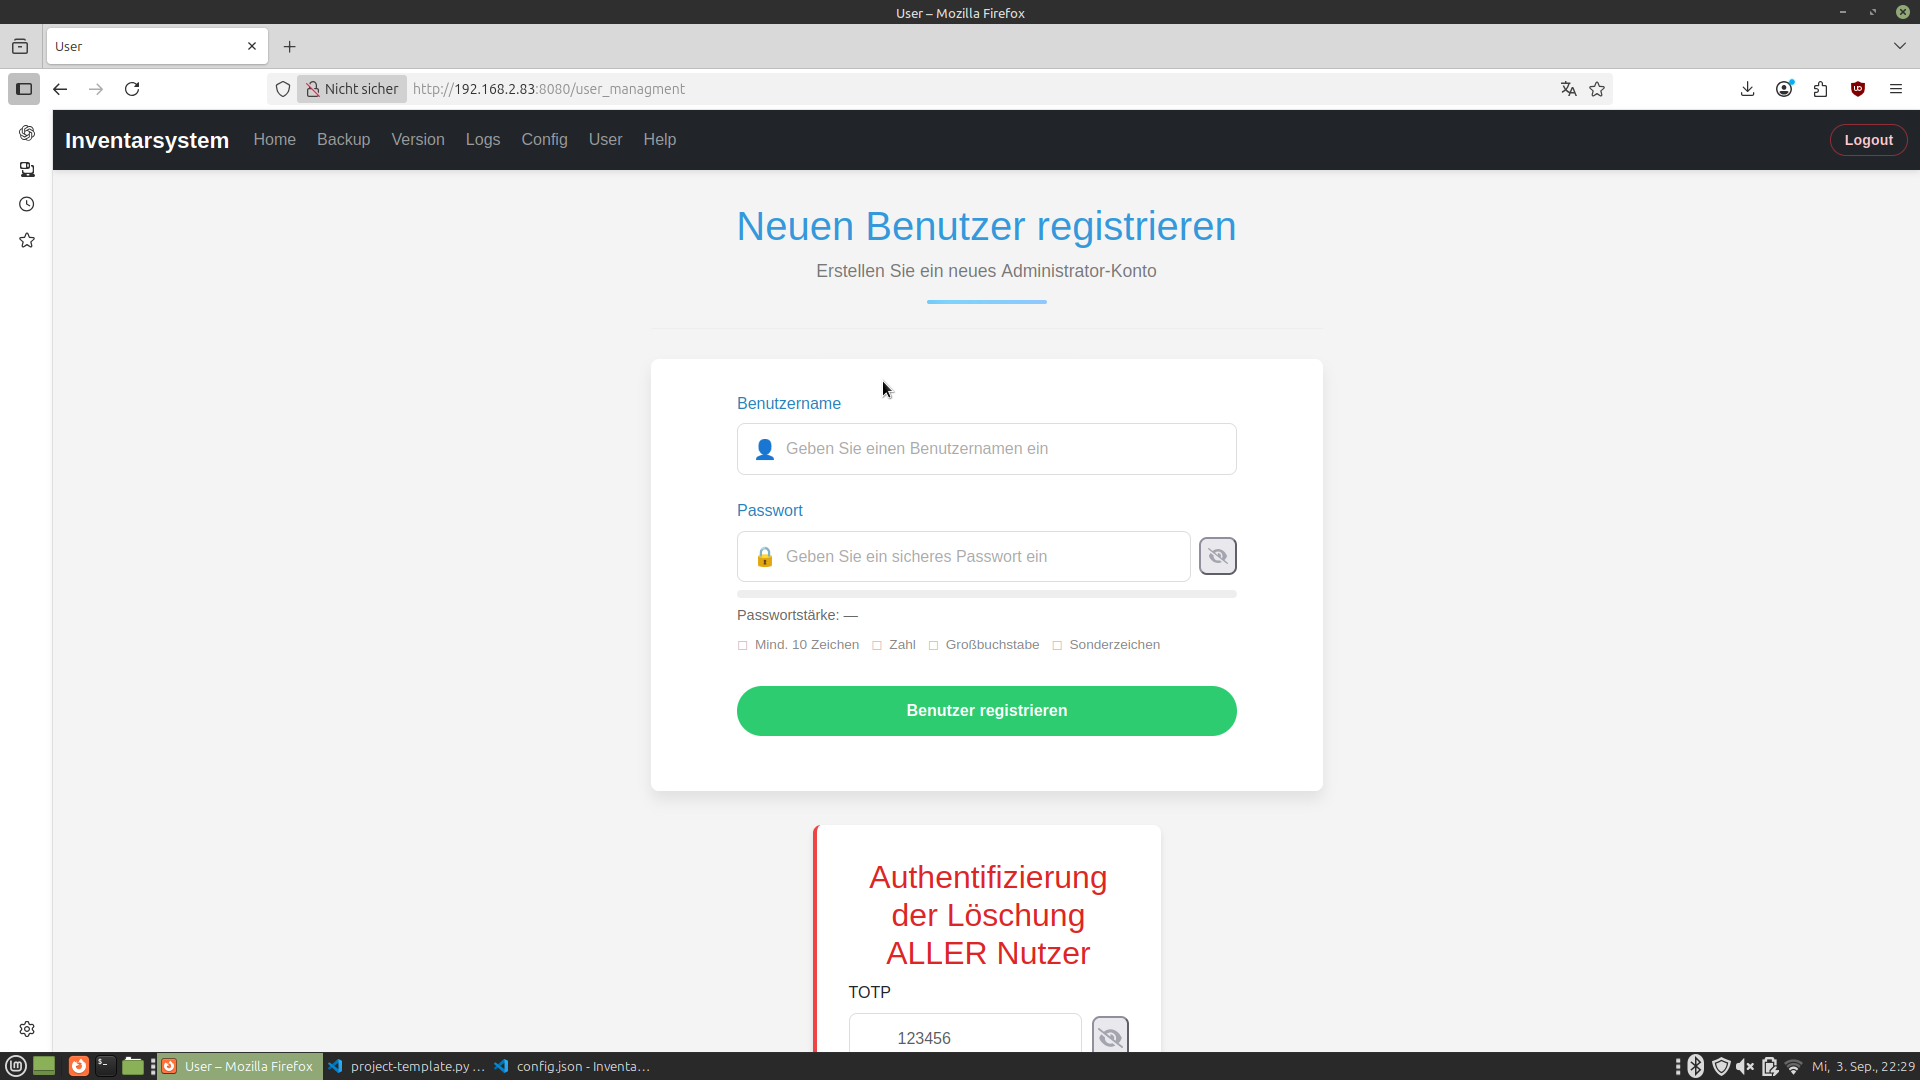 User – Mozilla Firefox
User
Nicht sicher
http://192.168.2.83:8080/user_managment
Inventarsystem Home Backup Version Logs Config User Help Logout
Neuen Benutzer registrieren
Erstellen Sie ein neues Administrator-Konto
Benutzername
Geben Sie einen Benutzernamen ein
Passwort
Geben Sie ein sicheres Passwort ein
Passwortstärke: —
Mind. 10 Zeichen Zahl Großbuchstabe Sonderzeichen
Benutzer registrieren
Authentifizierung
der Löschung
ALLER Nutzer
TOTP
123456
User – Mozilla Firefox project-template.py ... config.json - Inventa... Mi, 3. Sep., 22:29